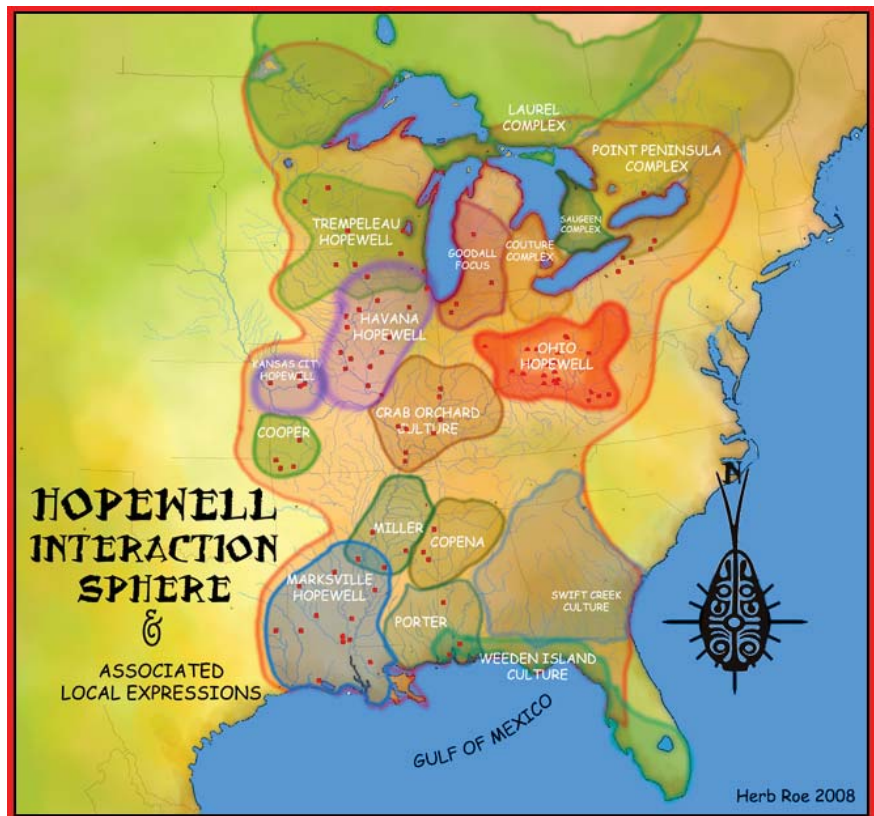 LAUREL
COMPLEX
POINT PENINSULA
COMPLEX
TREMPELEAU
HOPEWELL
SAUGEEN
COMPLEX
GOODALL
FOCUS
COUTURE
COMPLEX
HAVANA
HOPEWELL
OHIO
HOPEWELL
KANSAS CITY
HOPEWELL
CRAB ORCHARD
CULTURE
COOPER
N
HOPEWELL
INTERACTION
SPHERE
&
ASSOCIATED
LOCAL EXPRESSIONS
MILLER
COPENA
MARKSVILLE
HOPEWELL
PORTER
SWIFT CREEK
CULTURE
WEEDEN ISLAND
CULTURE
GULF OF MEXICO
Herb Roe 2008